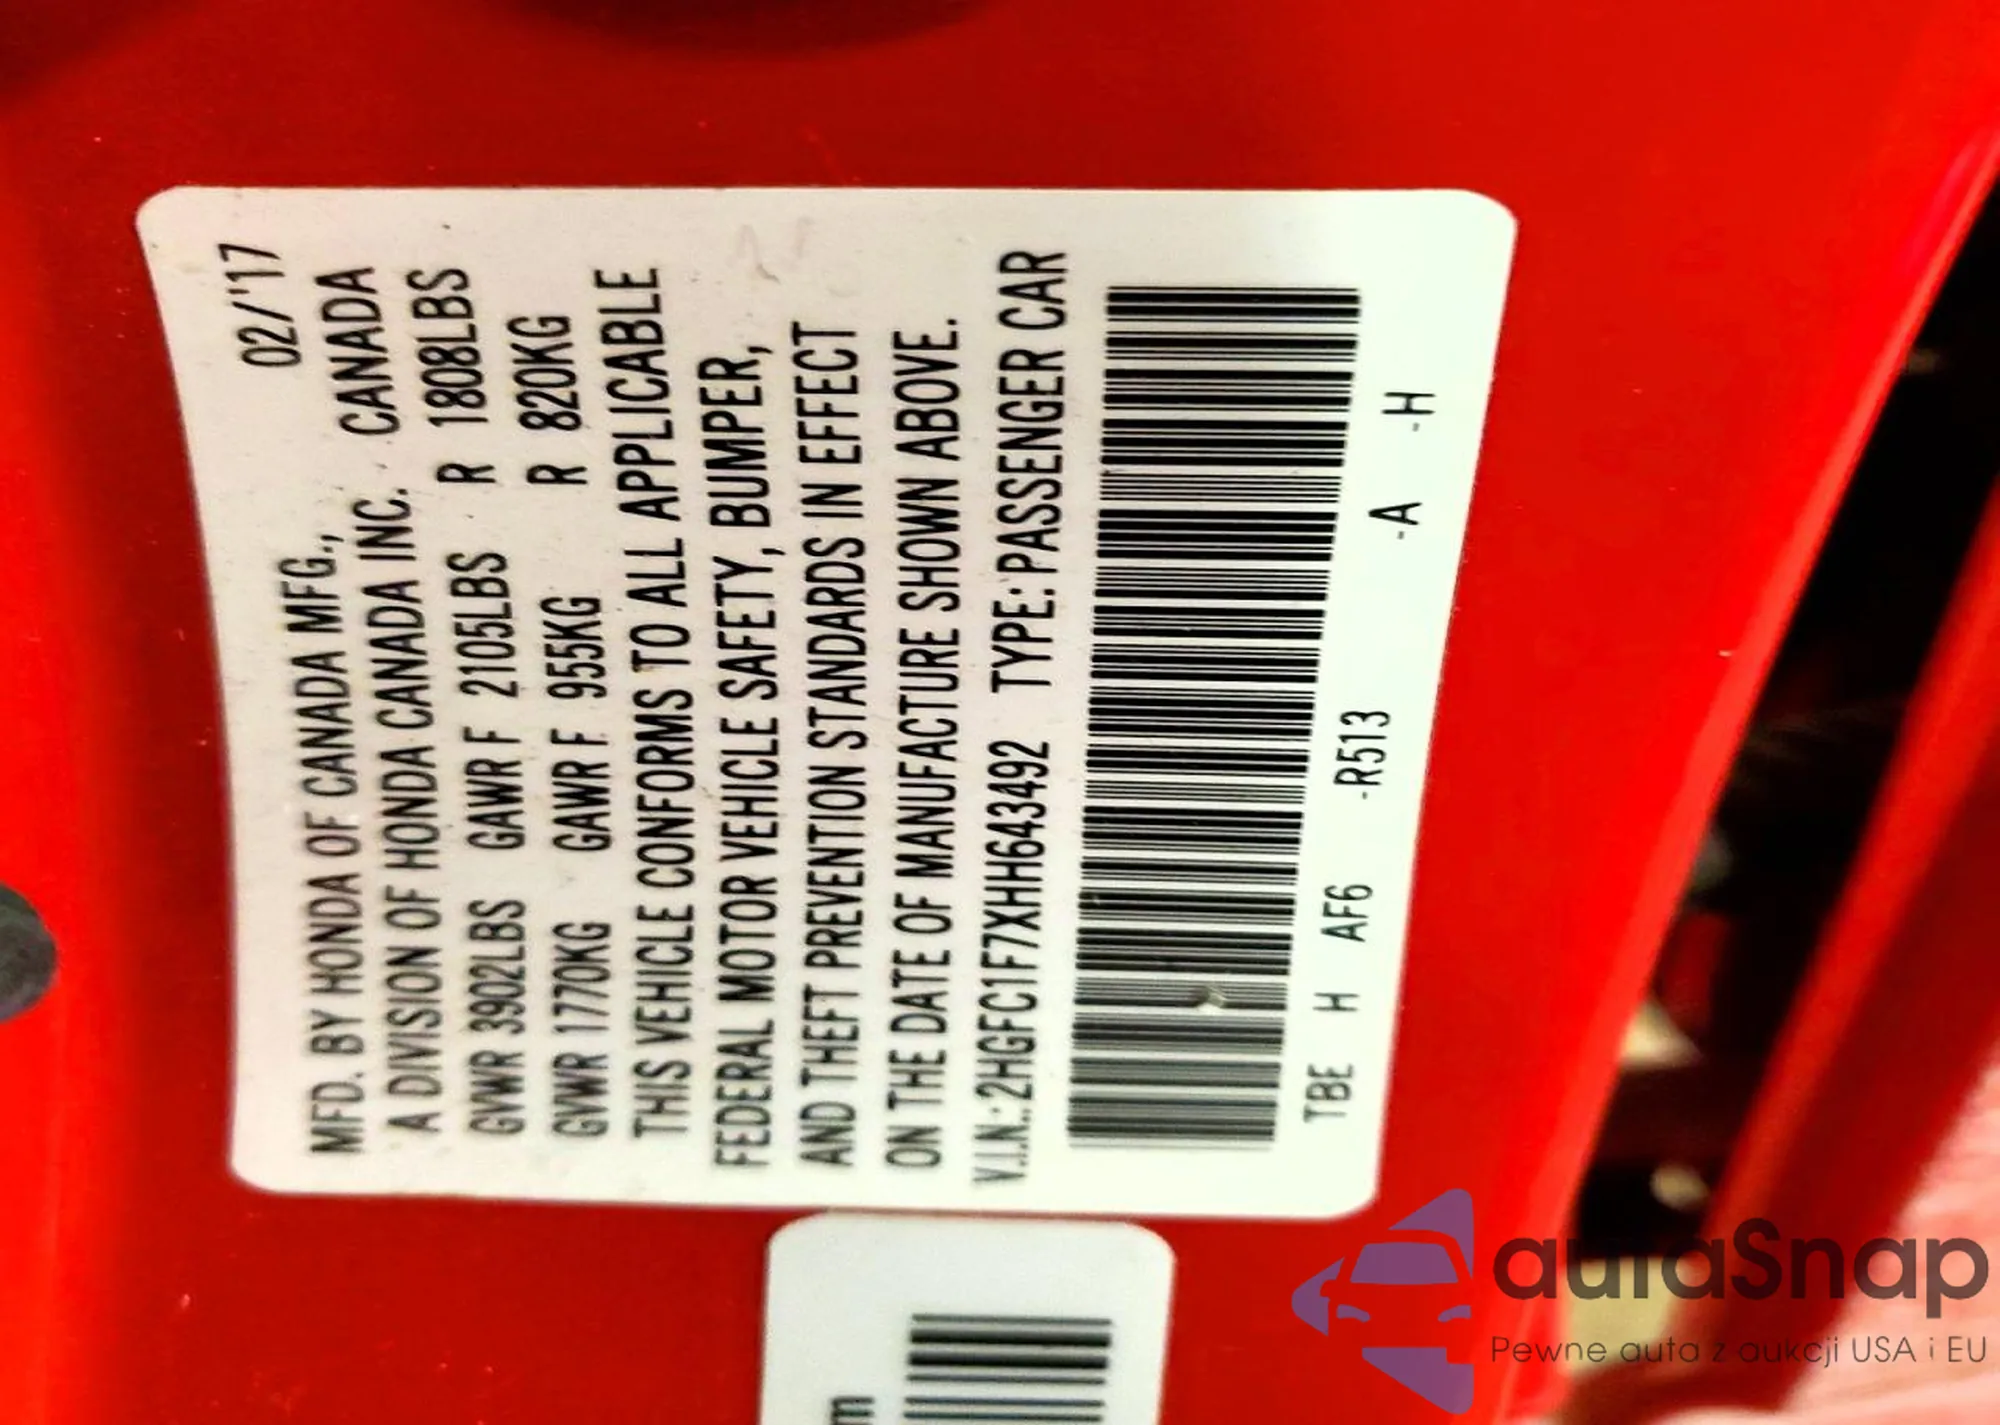 02/'17
MFD. BY HONDA OF CANADA MFG., CANADA
A DIVISION OF HONDA CANADA INC.
GVWR 3902LBS GAWR F 2105LBS R 1808LBS
GVWR 1770KG GAWR F 955KG R 820KG
THIS VEHICLE CONFORMS TO ALL APPLICABLE
FEDERAL MOTOR VEHICLE SAFETY, BUMPER,
AND THEFT PREVENTION STANDARDS IN EFFECT
ON THE DATE OF MANUFACTURE SHOWN ABOVE.
V.I.N.: 2HGFC1F7XHH643492 TYPE: PASSENGER CAR
TBE H AF6 -R513 -A -H
autaSnap
Pewne auta z aukcji USA i EU